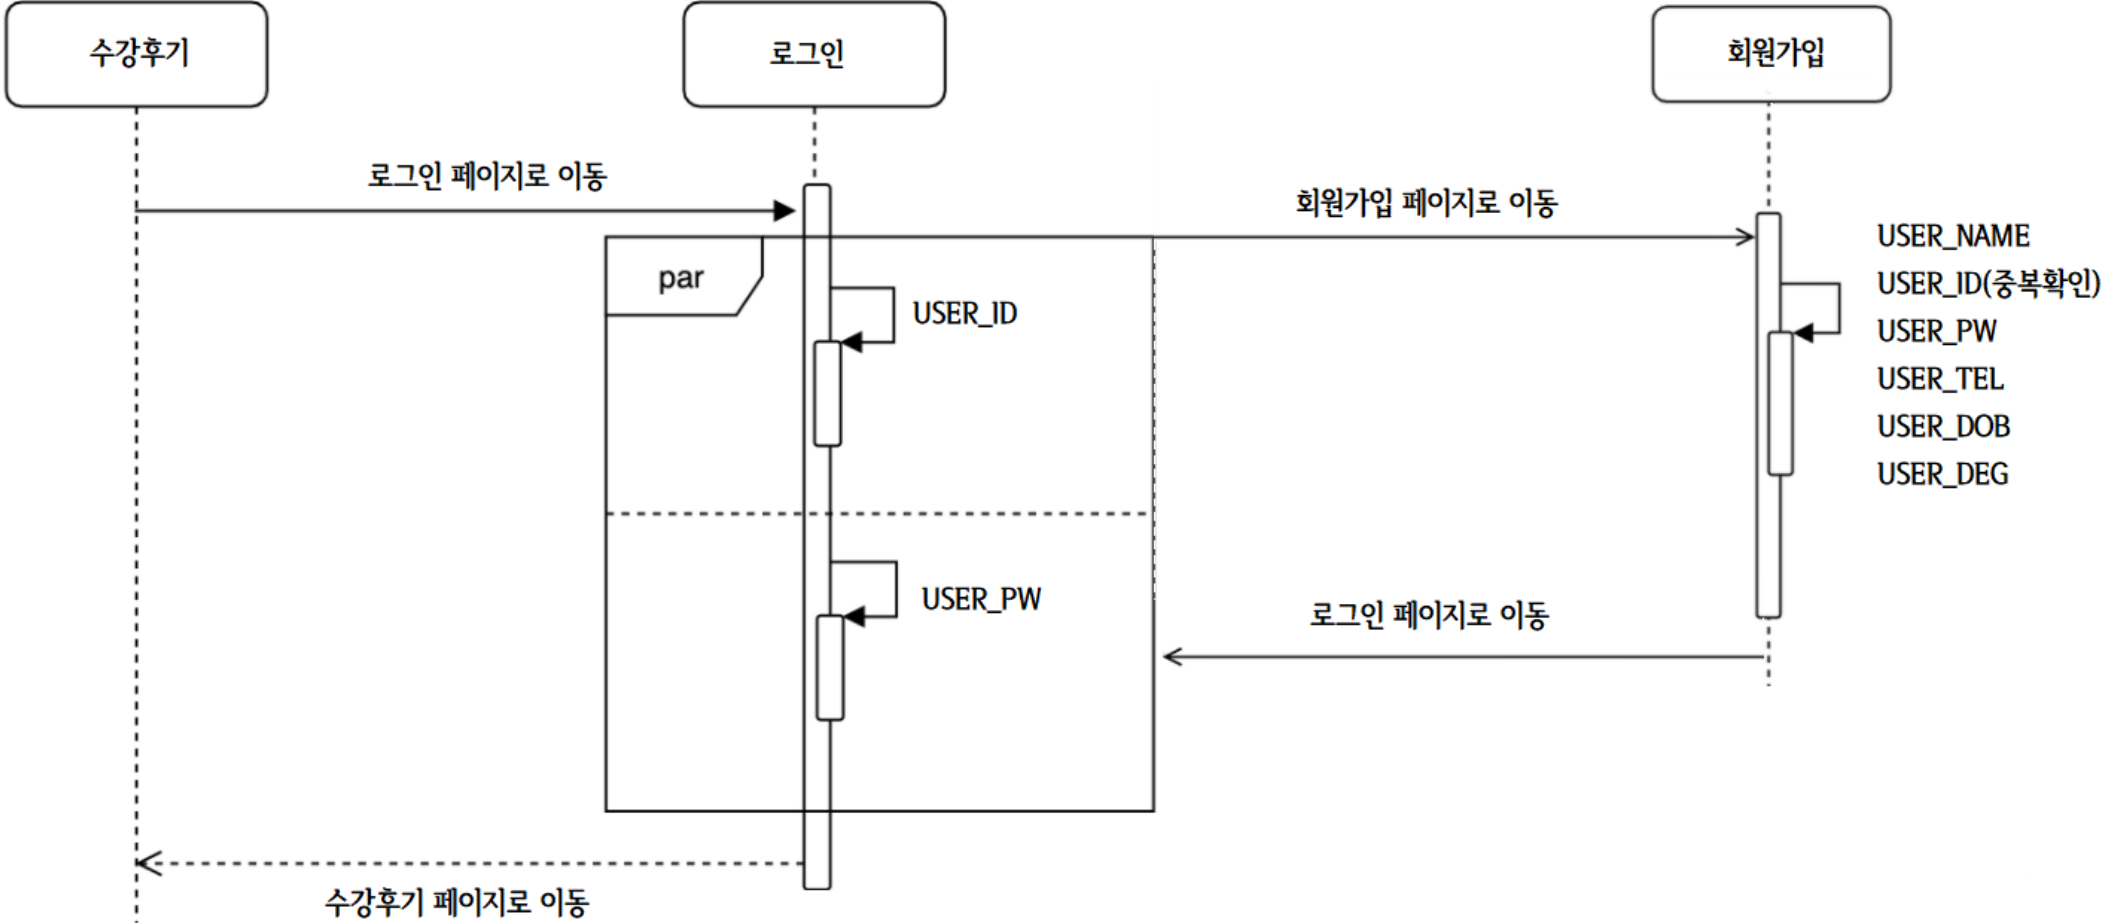 수강후기
로그인
회원가입
로그인 페이지로 이동
회원가입 페이지로 이동
par
USER_ID
USER_NAME
USER_ID(중복확인)
USER_PW
USER_TEL
USER_DOB
USER_DEG
USER_PW
로그인 페이지로 이동
수강후기 페이지로 이동